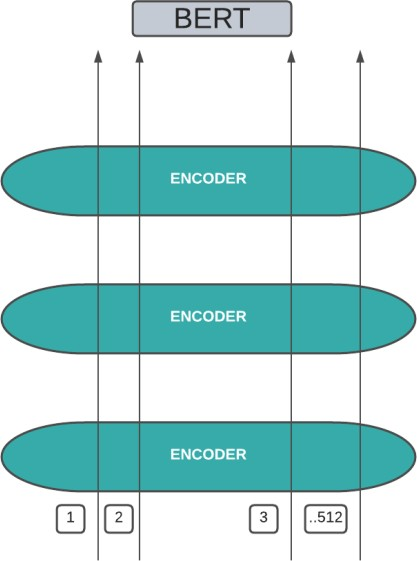 BERT
ENCODER
ENCODER
ENCODER
1 2 3 ..512